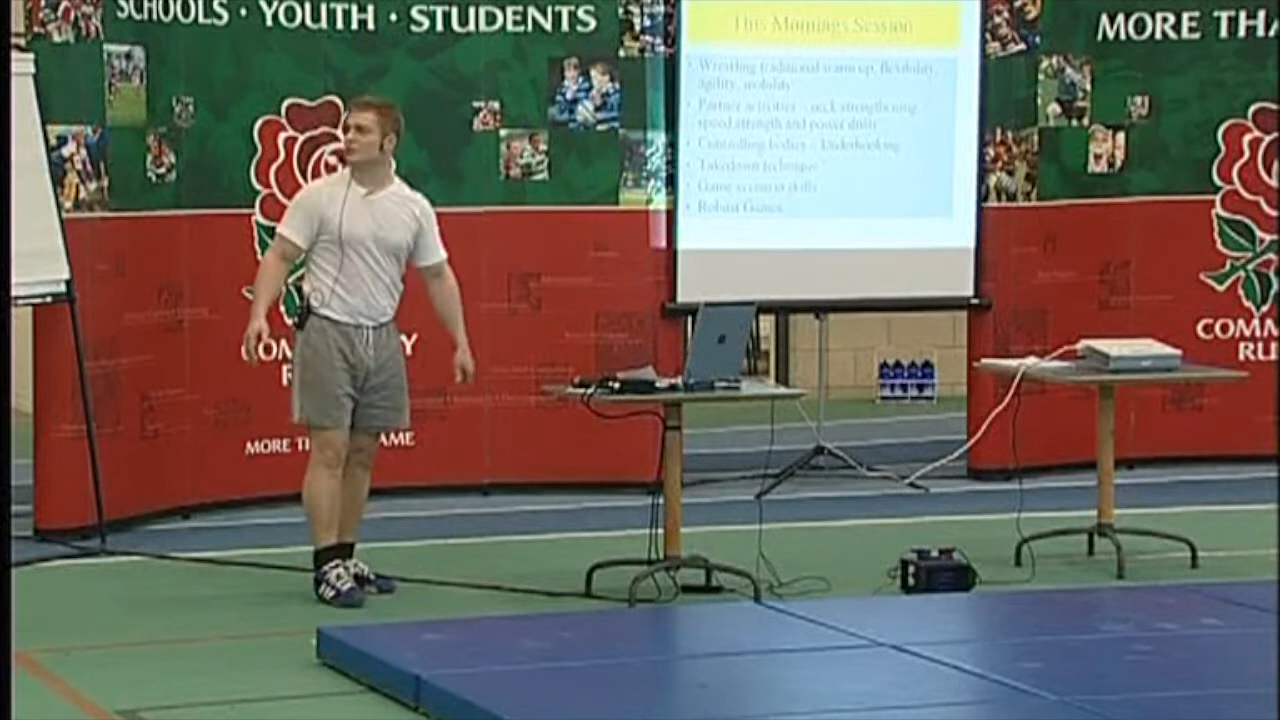 SCHOOLS · YOUTH · STUDENTS
MORE THA
This Mornings Session
• Wrestling traditional warm up, flexibility,
agility, mobility
• Partner activities – neck strengthening,
speed strength and power drills
• Controlling bodies – Underhooking
• Takedown technique
• Game scenario skills
• Robust Games
COM Y
R
MORE TH AME
COMM
RU